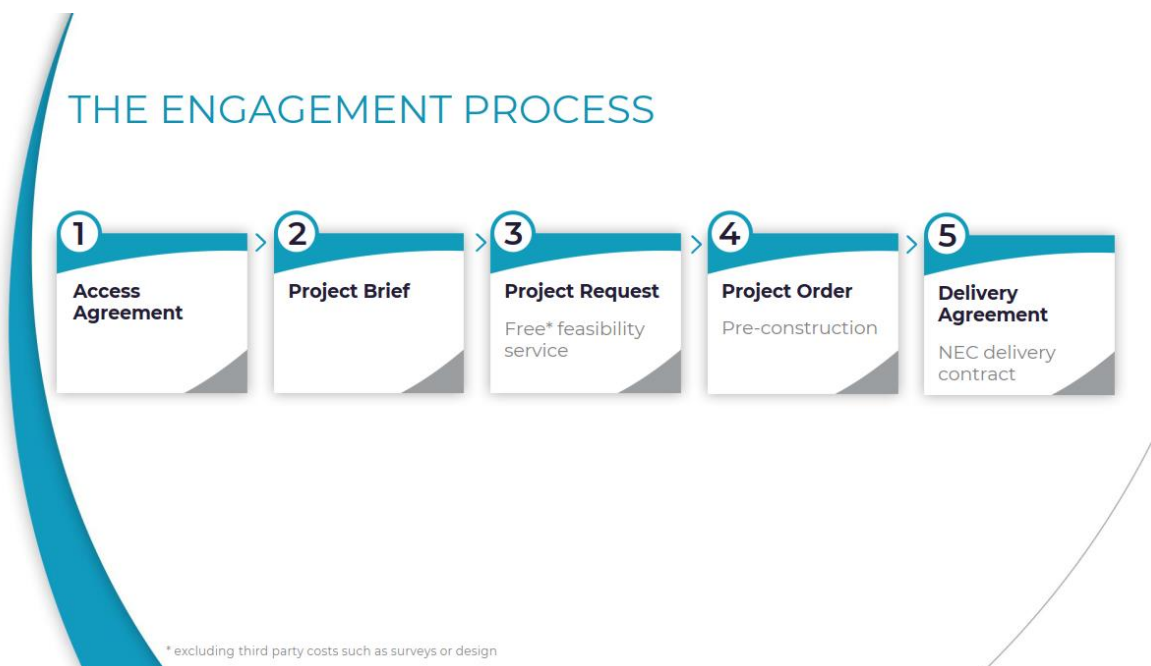 THE ENGAGEMENT PROCESS
1
Access
Agreement
2
Project Brief
3
Project Request
Free* feasibility
service
4
Project Order
Pre-construction
5
Delivery
Agreement
NEC delivery
contract
* excluding third party costs such as surveys or design